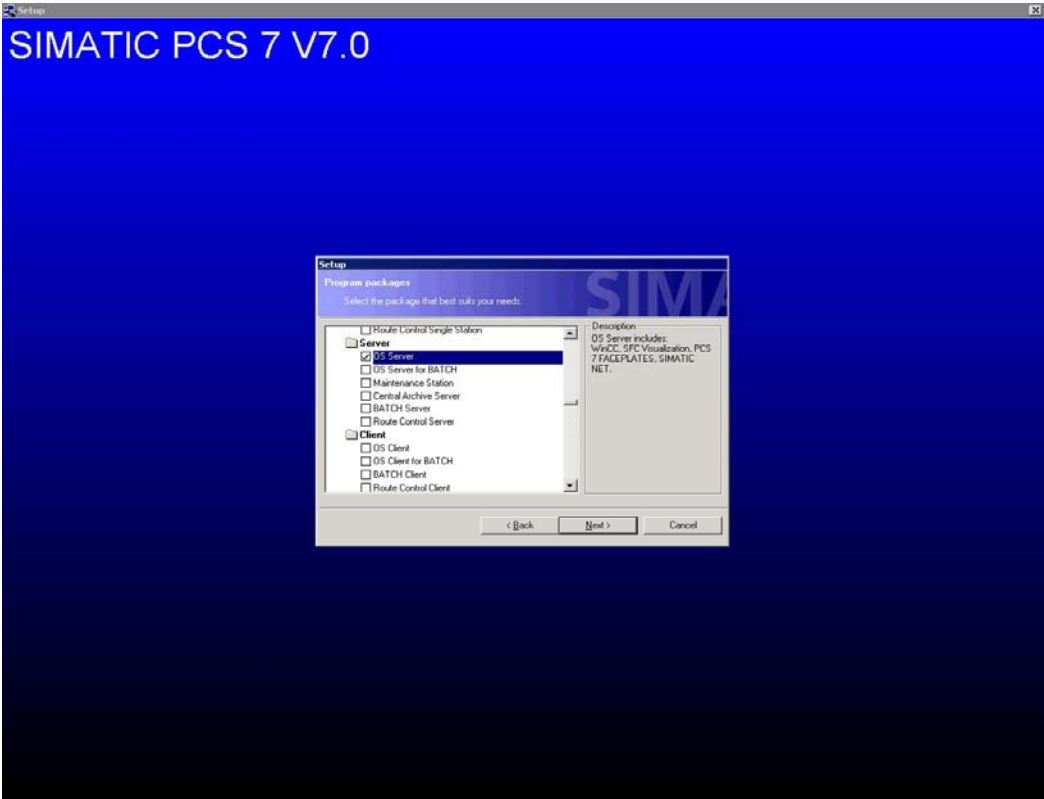 Setup
SIMATIC PCS 7 V7.0
Setup
Program packages
Select the package that best suits your needs.
SIMA
Route Control Single Station
Server
OS Server
OS Server for BATCH
Maintenance Station
Central Archive Server
BATCH Server
Route Control Server
Client
OS Client
OS Client for BATCH
BATCH Client
Route Control Client
Description
OS Server includes:
WinCC, SFC Visualization, PCS
7 FACEPLATES, SIMATIC
NET.
< Back
Next >
Cancel